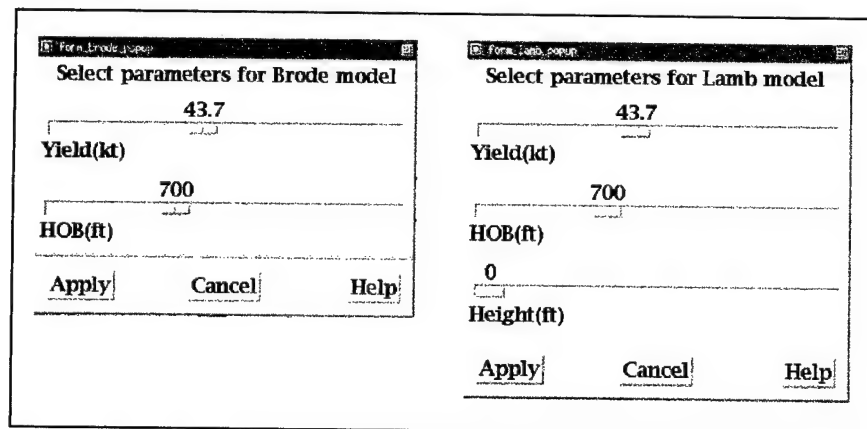 form_brode_popup
Select parameters for Brode model
43.7
Yield(kt)
700
HOB(ft)
Apply Cancel Help
form_lamb_popup
Select parameters for Lamb model
43.7
Yield(kt)
700
HOB(ft)
0
Height(ft)
Apply Cancel Help